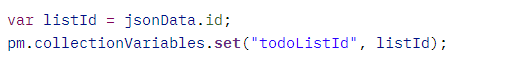 var listId = jsonData.id;
pm.collectionVariables.set("todoListId", listId);